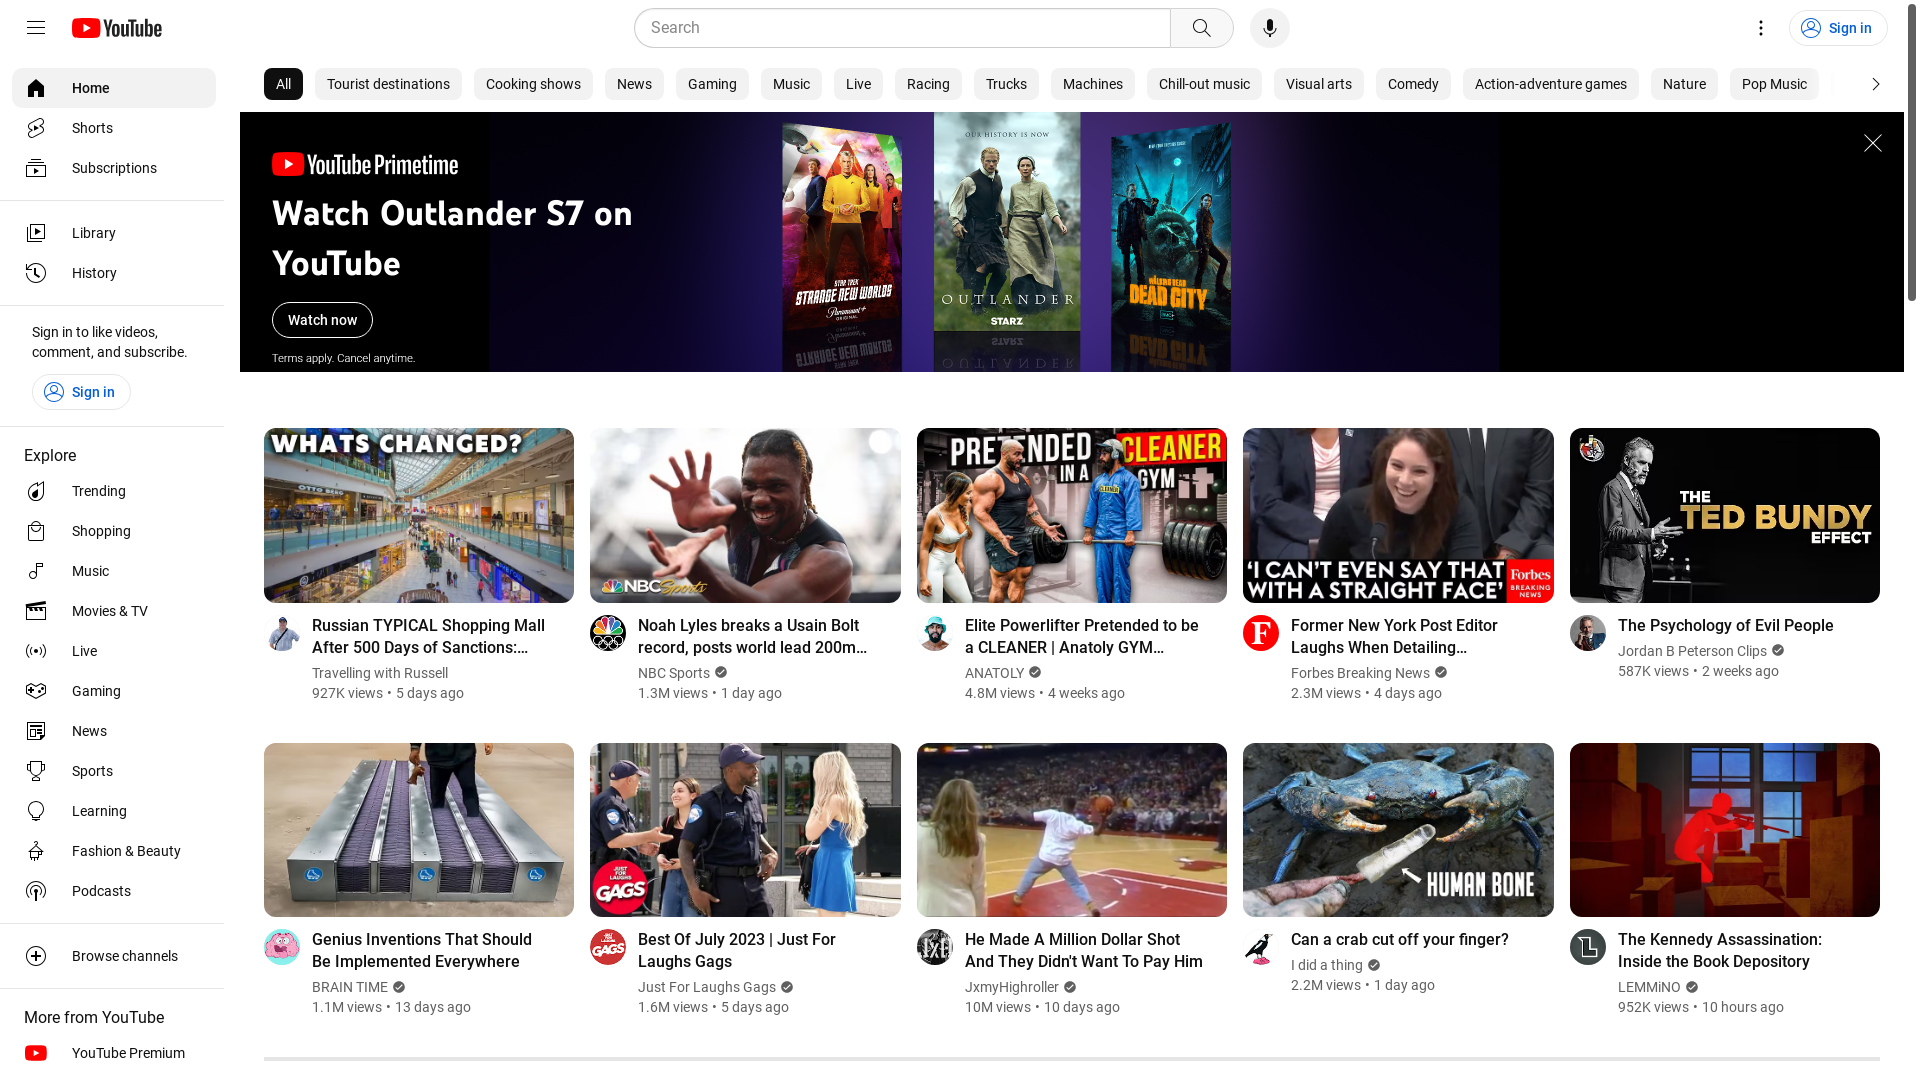 YouTube
Search
Sign in
Home
Shorts
Subscriptions
Library
History
Sign in to like videos,
comment, and subscribe.
Sign in
Explore
Trending
Shopping
Music
Movies & TV
Live
Gaming
News
Sports
Learning
Fashion & Beauty
Podcasts
Browse channels
More from YouTube
YouTube Premium
All
Tourist destinations
Cooking shows
News
Gaming
Music
Live
Racing
Trucks
Machines
Chill-out music
Visual arts
Comedy
Action-adventure games
Nature
Pop Music
YouTube Primetime
Watch Outlander S7 on
YouTube
Watch now
Terms apply. Cancel anytime.
STAR TREK
STRANGE NEW WORLDS
Paramount+
ORIGINAL
OUR HISTORY IS NOW
OUTLANDER
STARZ
THE WALKING DEAD
DEAD CITY
AMC+
WHATS CHANGED?
Russian TYPICAL Shopping Mall
After 500 Days of Sanctions:...
Travelling with Russell
927K views • 5 days ago
NBC Sports
Noah Lyles breaks a Usain Bolt
record, posts world lead 200m...
NBC Sports
1.3M views • 1 day ago
PRETENDED CLEANER
IN A GYM
CLEANER
Elite Powerlifter Pretended to be
a CLEANER | Anatoly GYM...
ANATOLY
4.8M views • 4 weeks ago
'I CAN'T EVEN SAY THAT
WITH A STRAIGHT FACE'
Forbes
BREAKING
NEWS
F
Former New York Post Editor
Laughs When Detailing...
Forbes Breaking News
2.3M views • 4 days ago
THE
TED BUNDY
EFFECT
The Psychology of Evil People
Jordan B Peterson Clips
587K views • 2 weeks ago
Genius Inventions That Should
Be Implemented Everywhere
BRAIN TIME
1.1M views • 13 days ago
JUST
FOR
LAUGHS
GAGS
GAGS
Best Of July 2023 | Just For
Laughs Gags
Just For Laughs Gags
1.6M views • 5 days ago
He Made A Million Dollar Shot
And They Didn't Want To Pay Him
JxmyHighroller
10M views • 10 days ago
HUMAN BONE
Can a crab cut off your finger?
I did a thing
2.2M views • 1 day ago
The Kennedy Assassination:
Inside the Book Depository
LEMMiNO
952K views • 10 hours ago